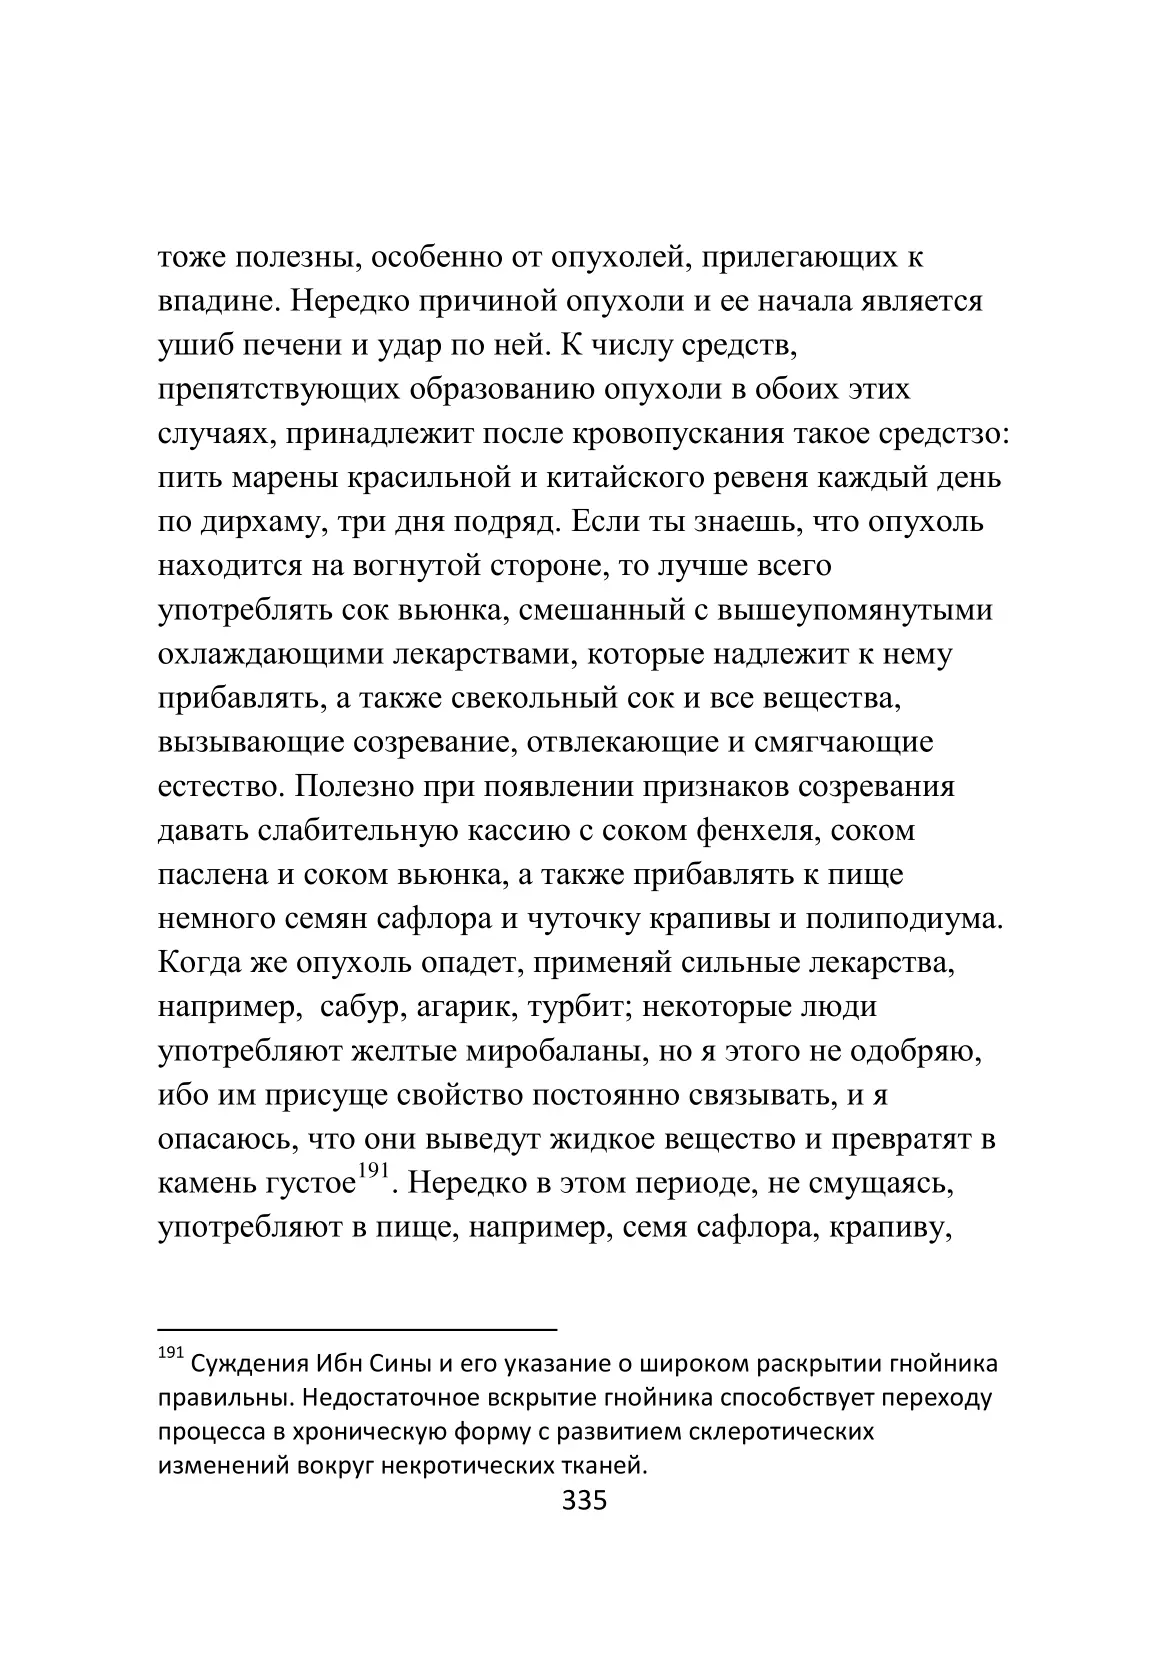 тоже полезны, особенно от опухолей, прилегающих к
впадине. Нередко причиной опухоли и ее начала является
ушиб печени и удар по ней. К числу средств,
препятствующих образованию опухоли в обоих этих
случаях, принадлежит после кровопускания такое средстзо:
пить марены красильной и китайского ревеня каждый день
по дирхаму, три дня подряд. Если ты знаешь, что опухоль
находится на вогнутой стороне, то лучше всего
употреблять сок вьюнка, смешанный с вышеупомянутыми
охлаждающими лекарствами, которые надлежит к нему
прибавлять, а также свекольный сок и все вещества,
вызывающие созревание, отвлекающие и смягчающие
естество. Полезно при появлении признаков созревания
давать слабительную кассию с соком фенхеля, соком
паслена и соком вьюнка, а также прибавлять к пище
немного семян сафлора и чуточку крапивы и полиподиума.
Когда же опухоль опадет, применяй сильные лекарства,
например,  сабур, агарик, турбит; некоторые люди
употребляют желтые миробаланы, но я этого не одобряю,
ибо им присуще свойство постоянно связывать, и я
опасаюсь, что они выведут жидкое вещество и превратят в
камень густое191. Нередко в этом периоде, не смущаясь,
употребляют в пище, например, семя сафлора, крапиву,
191 Суждения Ибн Сины и его указание о широком раскрытии гнойника
правильны. Недостаточное вскрытие гнойника способствует переходу
процесса в хроническую форму с развитием склеротических
изменений вокруг некротических тканей.
335